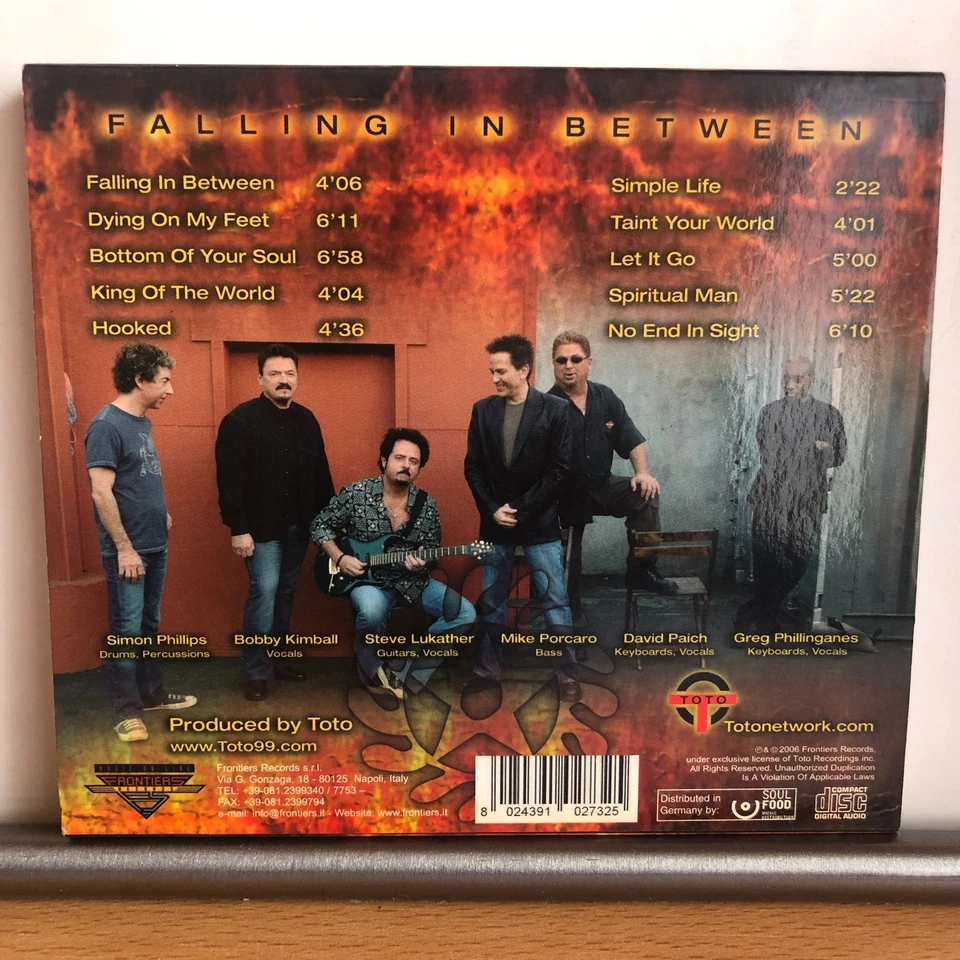 FALLING IN BETWEEN
Falling In Between 4'06
Dying On My Feet 6'11
Bottom Of Your Soul 6'58
King Of The World 4'04
Hooked 4'36
Simple Life 2'22
Taint Your World 4'01
Let It Go 5'00
Spiritual Man 5'22
No End In Sight 6'10
Simon Phillips
Drums, Percussions
Bobby Kimball
Vocals
Steve Lukather
Guitars, Vocals
Mike Porcaro
Bass
David Paich
Keyboards, Vocals
Greg Phillinganes
Keyboards, Vocals
Produced by Toto
www.Toto99.com
TOTO
Totonetwork.com
MUSIC ON LINE
FRONTIERS
RECORDS
Frontiers Records s.r.l.
Via G. Gonzaga, 18 - 80125 Napoli, Italy
TEL: +39-081.2399340 / 7753 –
FAX: +39-081.2399794
e-mail: info@frontiers.it - Website: www.frontiers.it
8 024391 027325
℗& ©2006 Frontiers Records,
under exclusive license of Toto Recordings inc.
All Rights Reserved. Unauthorized Duplication
Is A Violation Of Applicable Laws
Distributed in
Germany by:
SOUL
FOOD
MUSIC
DISTRIBUTION
COMPACT
disc
DIGITAL AUDIO